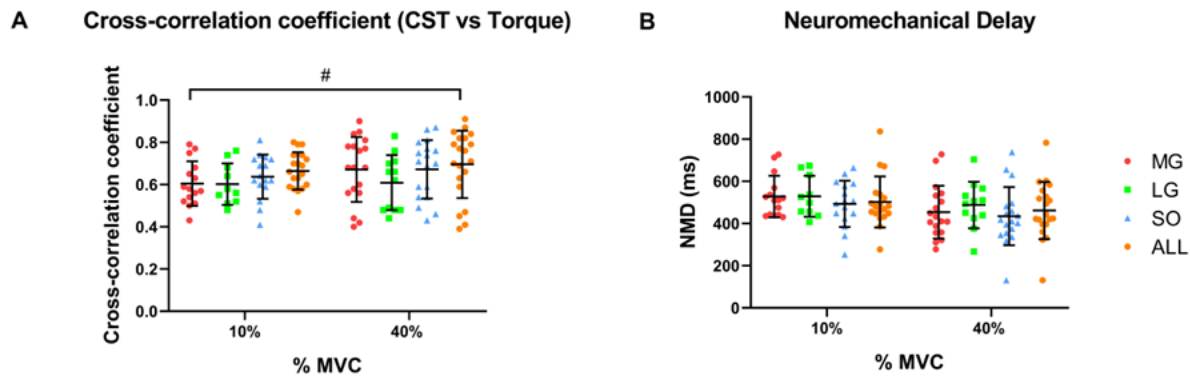 A
Cross-correlation coefficient (CST vs Torque)
#
Cross-correlation coefficient
1.0
0.8
0.6
0.4
0.2
0.0
10%
40%
% MVC
B
Neuromechanical Delay
NMD (ms)
1000
800
600
400
200
0
10%
40%
% MVC
MG
LG
SO
ALL